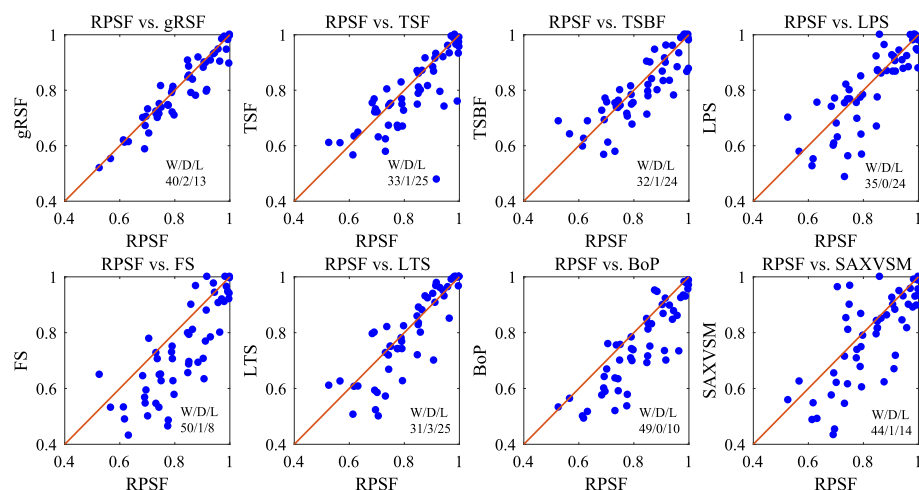 RPSF vs. gRSF
1
0.8
0.6
0.4
gRSF
W/D/L
40/2/13
0.4 0.6 0.8 1
RPSF
RPSF vs. TSF
1
0.8
0.6
0.4
TSF
W/D/L
33/1/25
0.4 0.6 0.8 1
RPSF
RPSF vs. TSBF
1
0.8
0.6
0.4
TSBF
W/D/L
32/1/24
0.4 0.6 0.8 1
RPSF
RPSF vs. LPS
1
0.8
0.6
0.4
LPS
W/D/L
35/0/24
0.4 0.6 0.8 1
RPSF
RPSF vs. FS
1
0.8
0.6
0.4
FS
W/D/L
50/1/8
0.4 0.6 0.8 1
RPSF
RPSF vs. LTS
1
0.8
0.6
0.4
LTS
W/D/L
31/3/25
0.4 0.6 0.8 1
RPSF
RPSF vs. BoP
1
0.8
0.6
0.4
BoP
W/D/L
49/0/10
0.4 0.6 0.8 1
RPSF
RPSF vs. SAXVSM
1
0.8
0.6
0.4
SAXVSM
W/D/L
44/1/14
0.4 0.6 0.8 1
RPSF